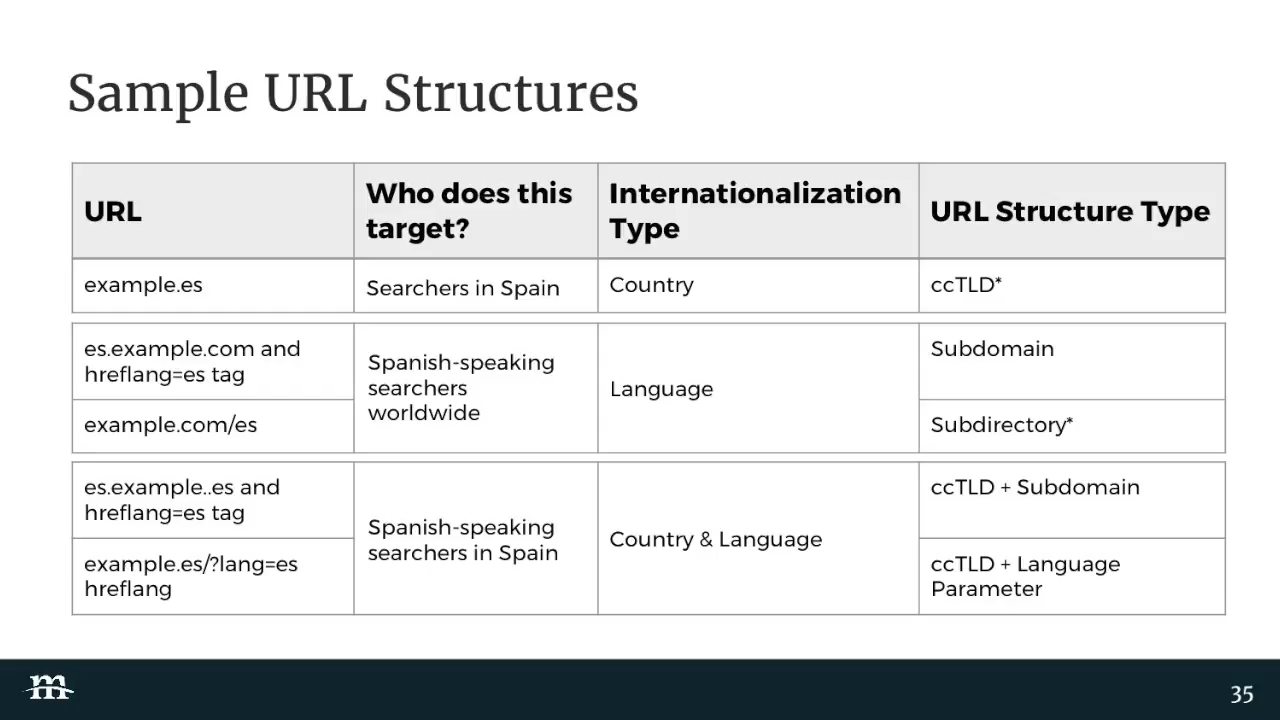 Sample URL Structures
URL
Who does this
target?
Internationalization
Type
URL Structure Type
example.es
Searchers in Spain
Country
ccTLD*
es.example.com and
hreflang=es tag
Spanish-speaking
searchers
worldwide
Language
Subdomain
example.com/es
Subdirectory*
es.example..es and
hreflang=es tag
Spanish-speaking
searchers in Spain
Country & Language
ccTLD + Subdomain
example.es/?lang=es
hreflang
ccTLD + Language
Parameter
m
35